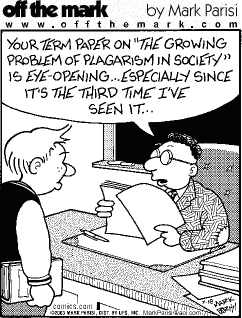 off the mark by Mark Parisi
www.offthemark.com
YOUR TERM PAPER ON "THE GROWING
PROBLEM OF PLAGARISM IN SOCIETY"
IS EYE-OPENING...ESPECIALLY SINCE
IT'S THE THIRD TIME I'VE
SEEN IT...
comics.com
©2003 MARK PARISI, DIST. BY UFS, INC. MarkParisi@aol.com
MARK
PARISI